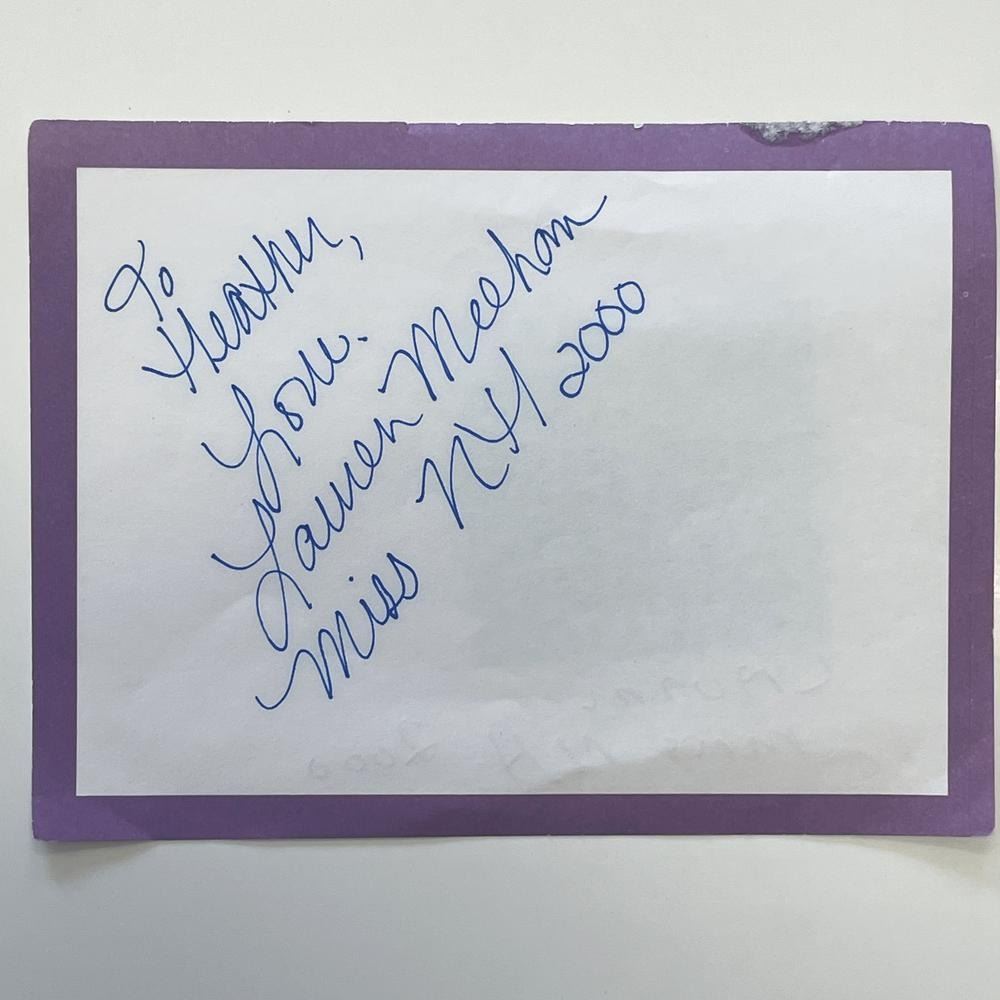 To
Heather,
Love.
Lauren Meehan
Miss NH 2000